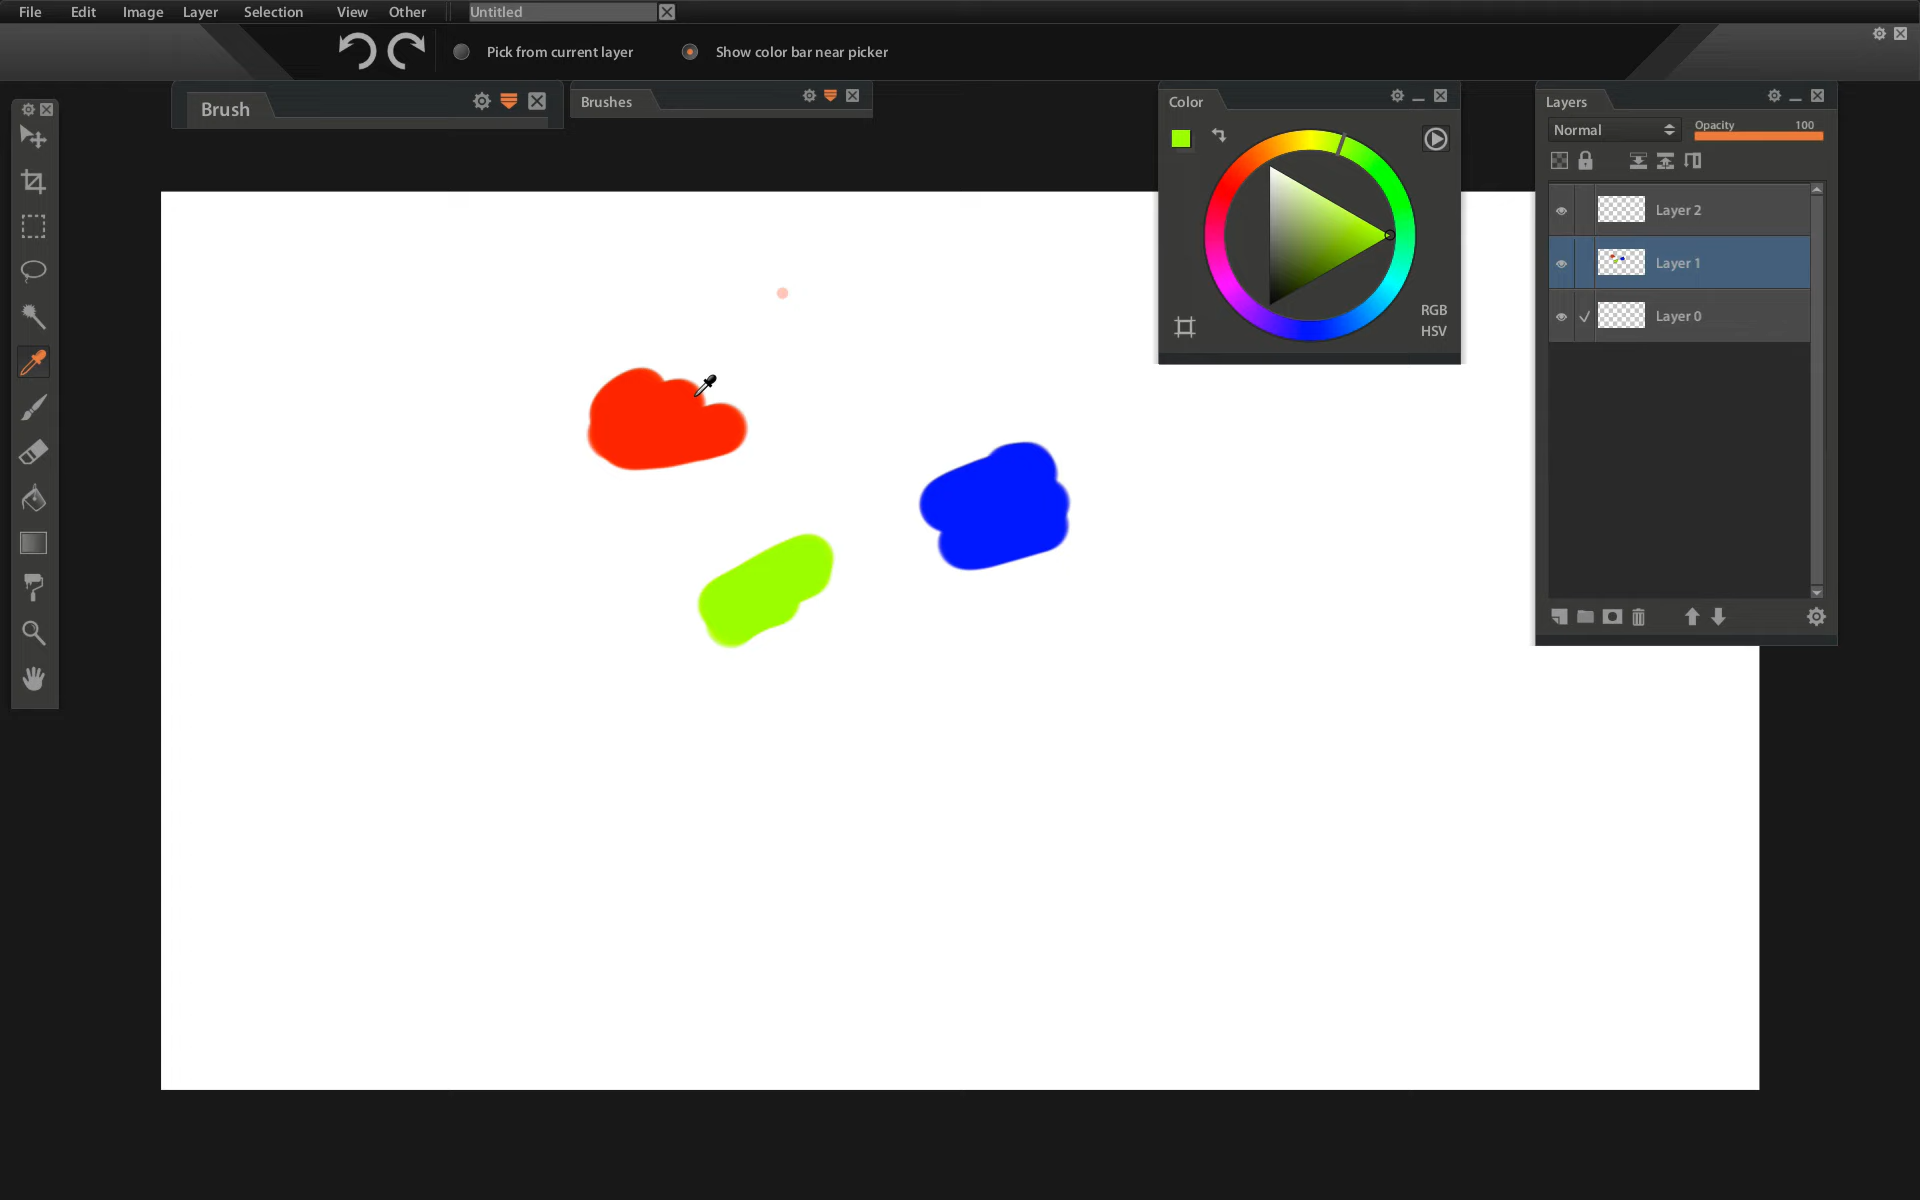 File Edit Image Layer Selection View Other Untitled
Pick from current layer Show color bar near picker
Brush
Brushes
Color
RGB
HSV
Layers
Normal Opacity 100
Layer 2
Layer 1
Layer 0